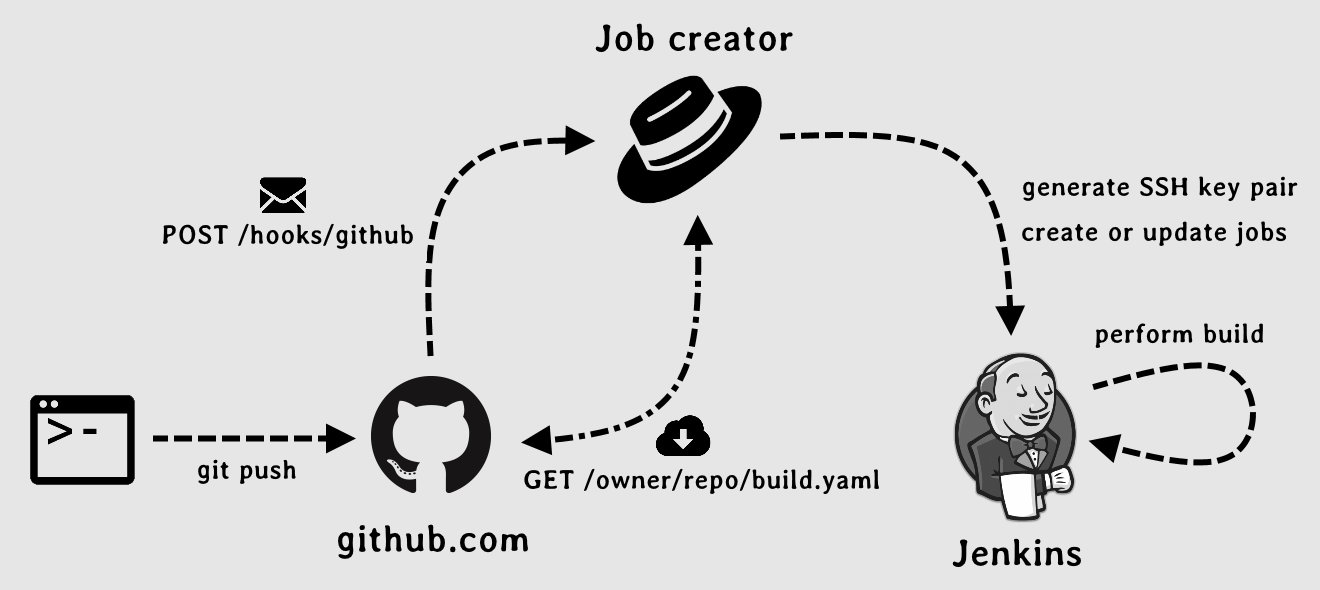 Job creator
POST /hooks/github
generate SSH key pair
create or update jobs
perform build
>-
git push
GET /owner/repo/build.yaml
github.com
Jenkins